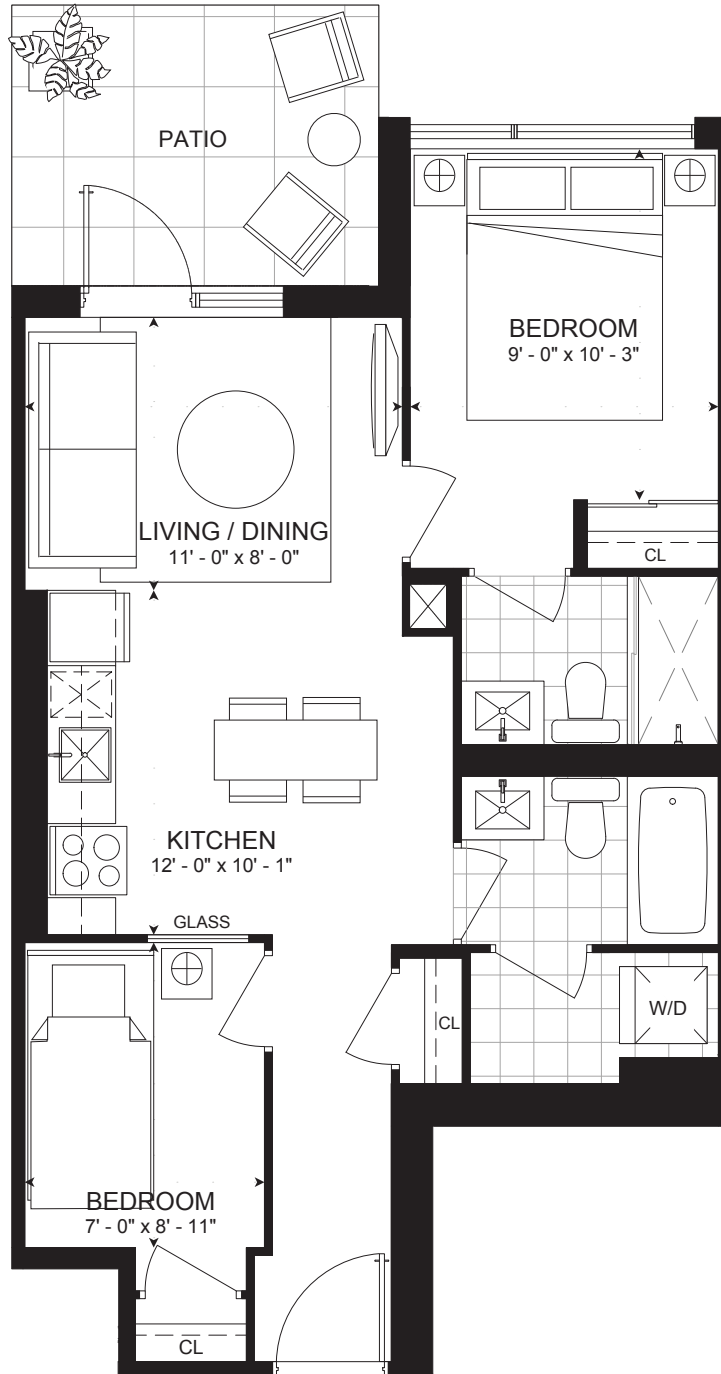 PATIO
BEDROOM
9' - 0" x 10' - 3"
LIVING / DINING
11' - 0" x 8' - 0"
CL
KITCHEN
12' - 0" x 10' - 1"
GLASS
CL
W/D
BEDROOM
7' - 0" x 8' - 11"
CL